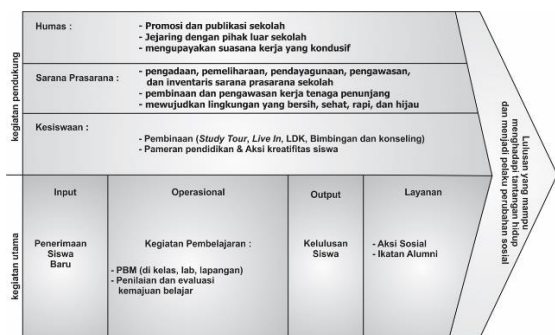 kegiatan pendukung
Humas :
- Promosi dan publikasi sekolah
- Jejaring dengan pihak luar sekolah
- mengupayakan suasana kerja yang kondusif
Sarana Prasarana :
- pengadaan, pemeliharaan, pendayagunaan, pengawasan,
dan inventaris sarana prasarana sekolah
- pembinaan dan pengawasan kerja tenaga penunjang
- mewujudkan lingkungan yang bersih, sehat, rapi, dan hijau
Kesiswaan :
- Pembinaan (Study Tour, Live In, LDK, Bimbingan dan konseling)
- Pameran pendidikan & Aksi kreatifitas siswa
kegiatan utama
Input
Penerimaan
Siswa
Baru
Operasional
Kegiatan Pembelajaran :
- PBM (di kelas, lab, lapangan)
- Penilaian dan evaluasi
kemajuan belajar
Output
Kelulusan
Siswa
Layanan
- Aksi Sosial
- Ikatan Alumni
Lulusan yang mampu
menghadapi tantangan hidup
dan menjadi pelaku perubahan sosial